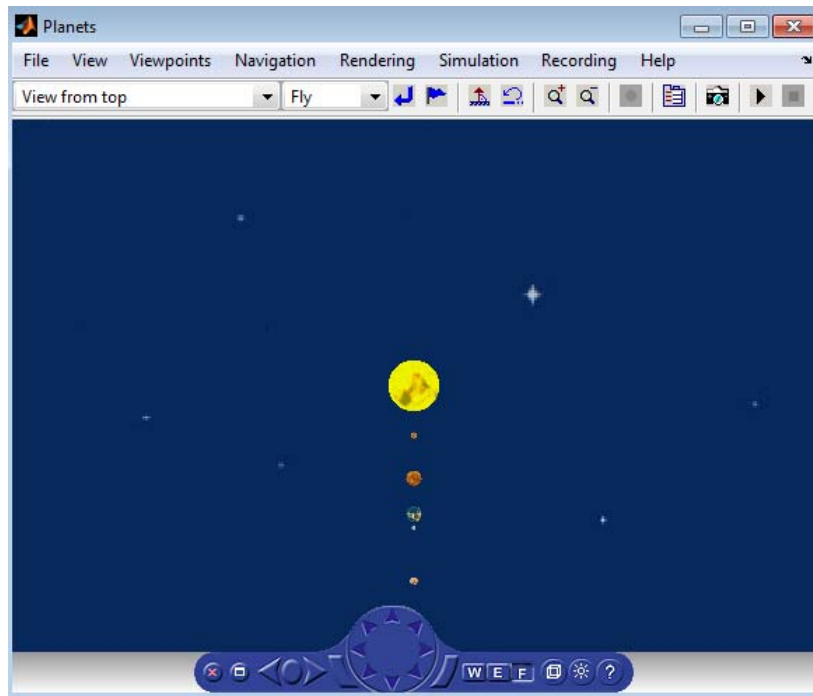 Planets
File View Viewpoints Navigation Rendering Simulation Recording Help
View from top Fly
W E F ?